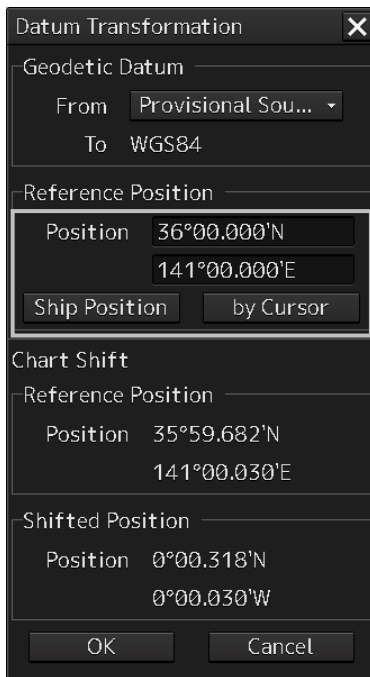 Datum Transformation
Geodetic Datum
From Provisional Sou...
To WGS84
Reference Position
Position 36°00.000'N
141°00.000'E
Ship Position by Cursor
Chart Shift
Reference Position
Position 35°59.682'N
141°00.030'E
Shifted Position
Position 0°00.318'N
0°00.030'W
OK Cancel